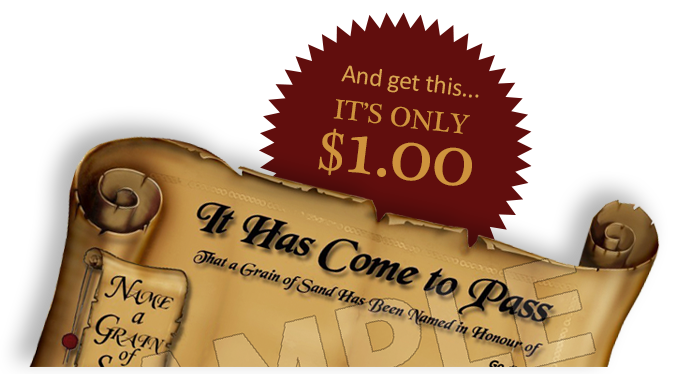 And get this...
IT'S ONLY
$1.00
It Has Come to Pass
That a Grain of Sand Has Been Named in Honour of
NAME
a
GRAIN
of